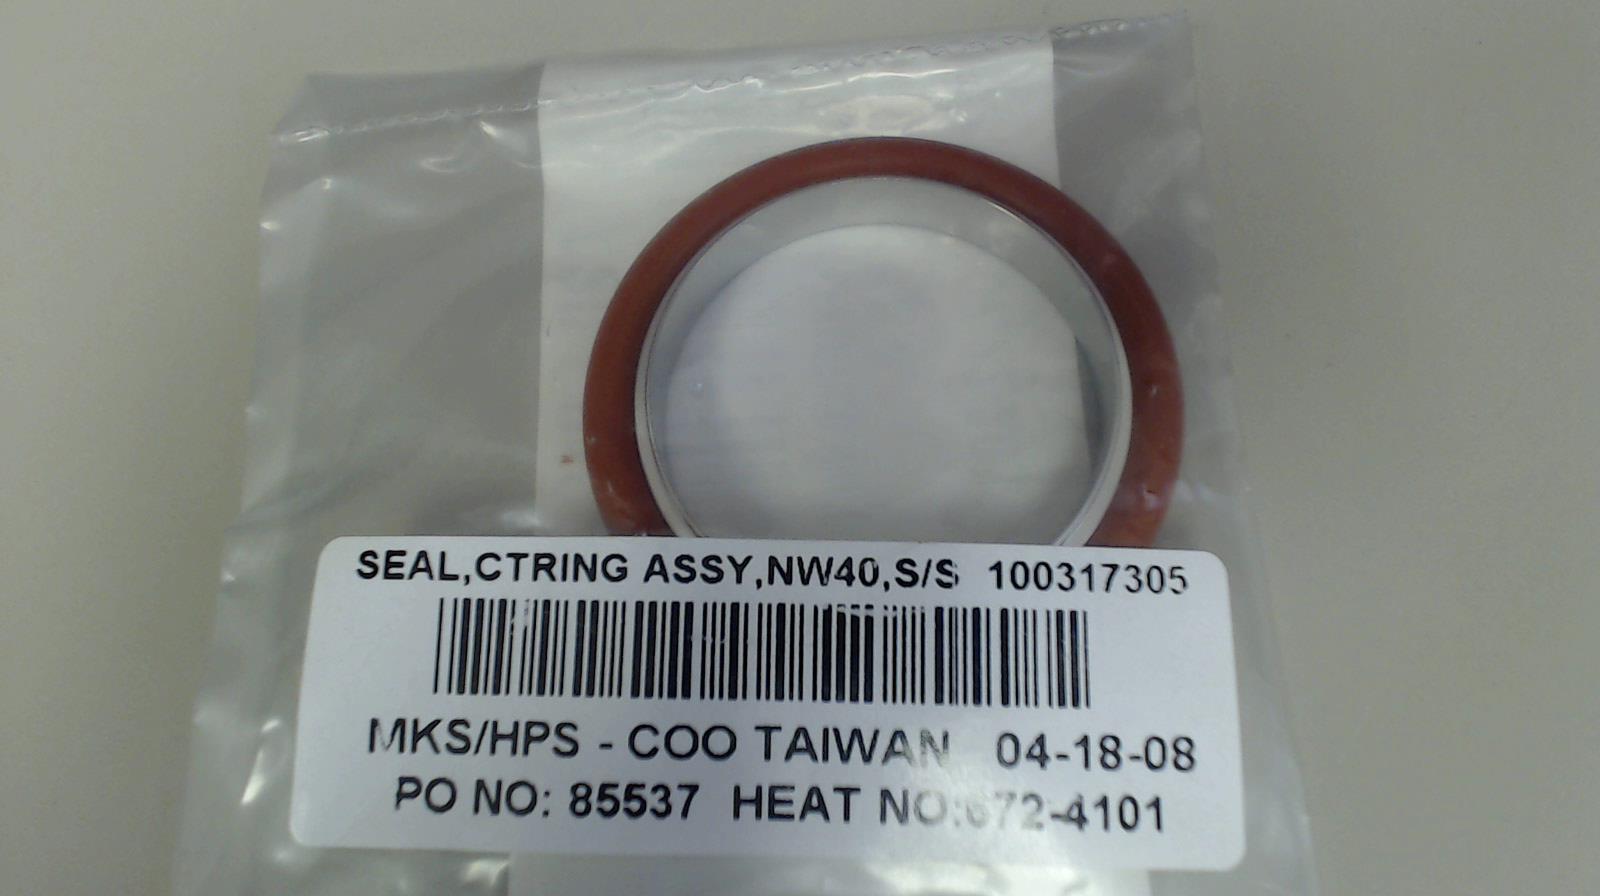 SEAL,CTRING ASSY,NW40,S/S 100317305
MKS/HPS - COO TAIWAN 04-18-08
PO NO: 85537 HEAT NO:672-4101